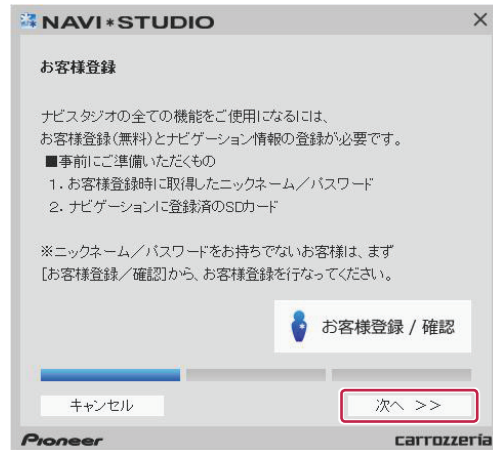 NAVI*STUDIO
お客様登録
ナビスタジオの全ての機能をご使用になるには、
お客様登録(無料)とナビゲーション情報の登録が必要です。
■事前にご準備いただくもの
1．お客様登録時に取得したニックネーム／パスワード
2．ナビゲーションに登録済のSDカード
※ニックネーム／パスワードをお持ちでないお客様は、まず
[お客様登録／確認]から、お客様登録を行なってください。
お客様登録 / 確認
キャンセル
次へ >>
Pioneer
carrozzeria